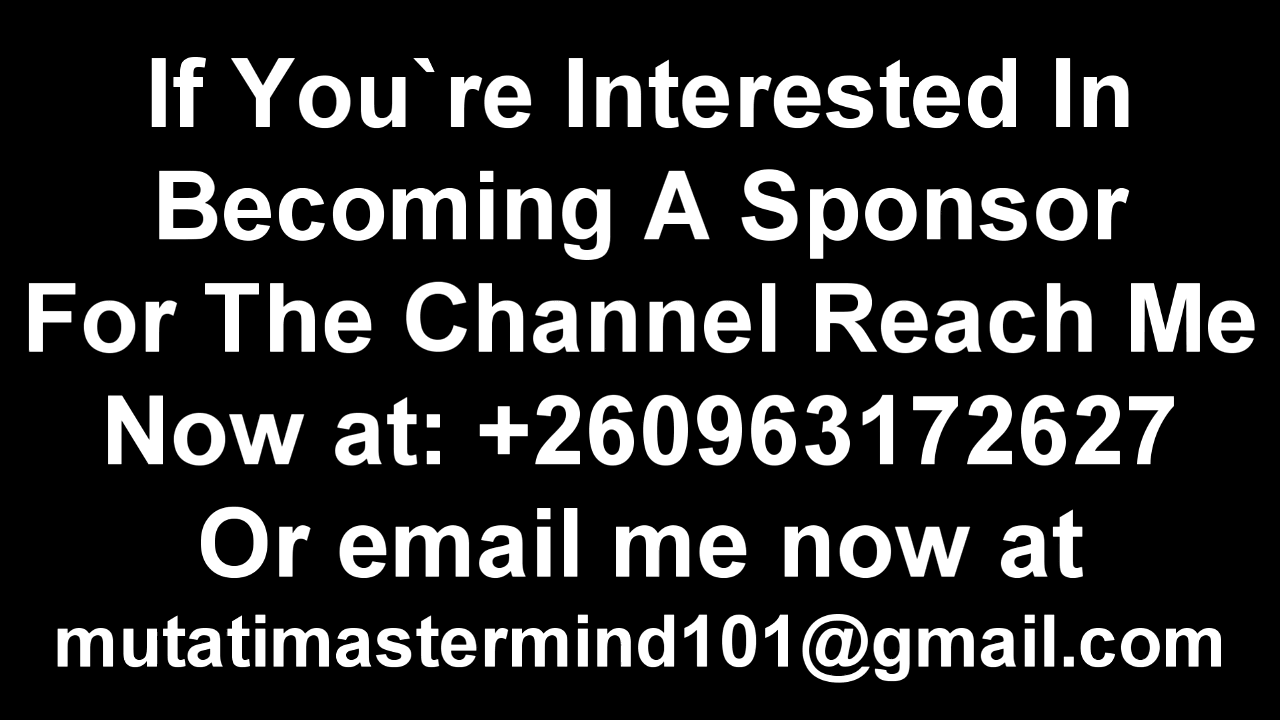 If You`re Interested In
Becoming A Sponsor
For The Channel Reach Me
Now at: +260963172627
Or email me now at
mutatimastermind101@gmail.com